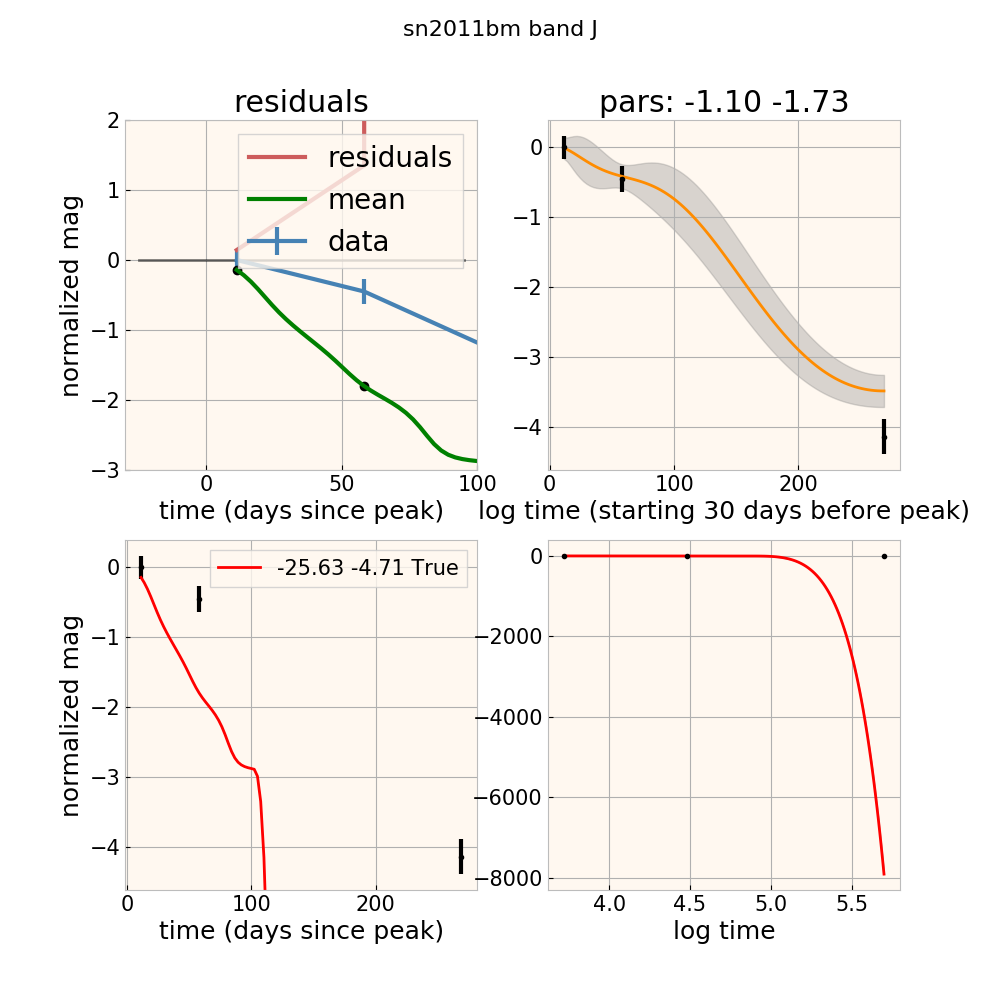 sn2011bm band J
residuals
pars: -1.10 -1.73
normalized mag
2
1
0
−1
−2
−3
residuals
mean
data
0
50
100
time (days since peak)
0
−1
−2
−3
−4
0
100
200
log time (starting 30 days before peak)
normalized mag
0
−1
−2
−3
−4
-25.63 -4.71 True
0
100
200
time (days since peak)
0
−2000
−4000
−6000
−8000
4.0
4.5
5.0
5.5
log time